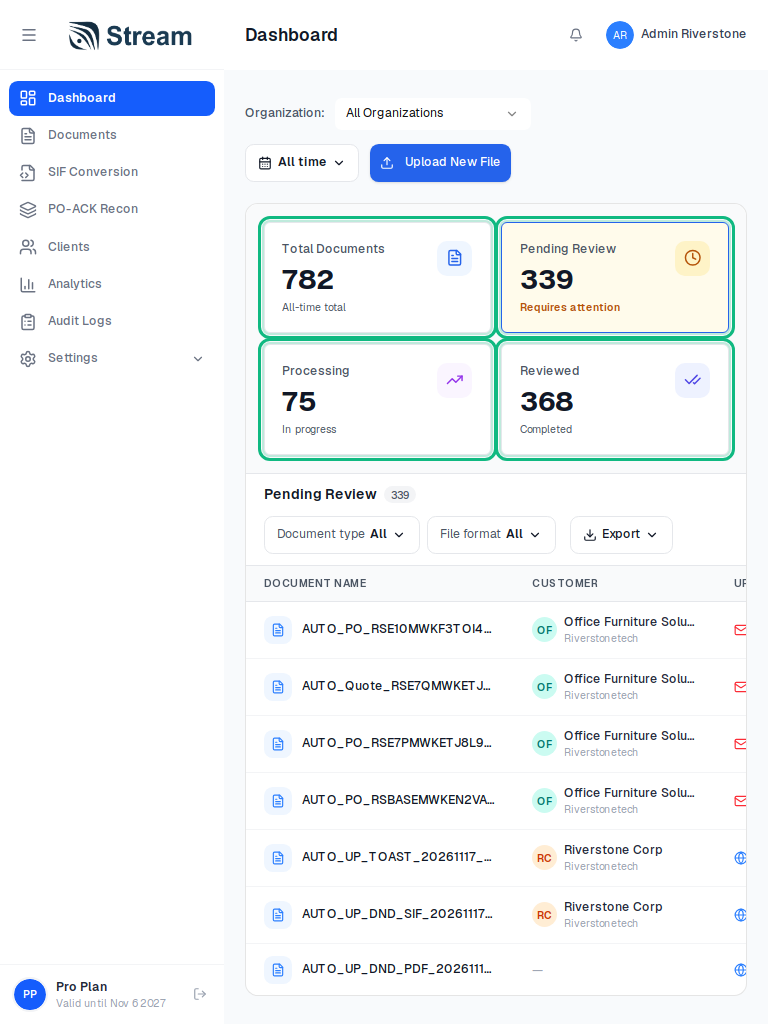 Stream
Dashboard
AR
Admin Riverstone
Dashboard
Documents
SIF Conversion
PO-ACK Recon
Clients
Analytics
Audit Logs
Settings
Organization:
All Organizations
All time
Upload New File
Total Documents
782
All-time total
Pending Review
339
Requires attention
Processing
75
In progress
Reviewed
368
Completed
Pending Review 339
Document type All
File format All
Export
DOCUMENT NAME CUSTOMER UP
AUTO_PO_RSE10MWKF3TOI4... OF Office Furniture Solu...
Riverstonetech
AUTO_Quote_RSE7QMWKETJ... OF Office Furniture Solu...
Riverstonetech
AUTO_PO_RSE7PMWKETJ8L9... OF Office Furniture Solu...
Riverstonetech
AUTO_PO_RSBASEMWKEN2VA... OF Office Furniture Solu...
Riverstonetech
AUTO_UP_TOAST_20261117_... RC Riverstone Corp
Riverstonetech
AUTO_UP_DND_SIF_20261117... RC Riverstone Corp
Riverstonetech
AUTO_UP_DND_PDF_2026111... —
PP
Pro Plan
Valid until Nov 6 2027